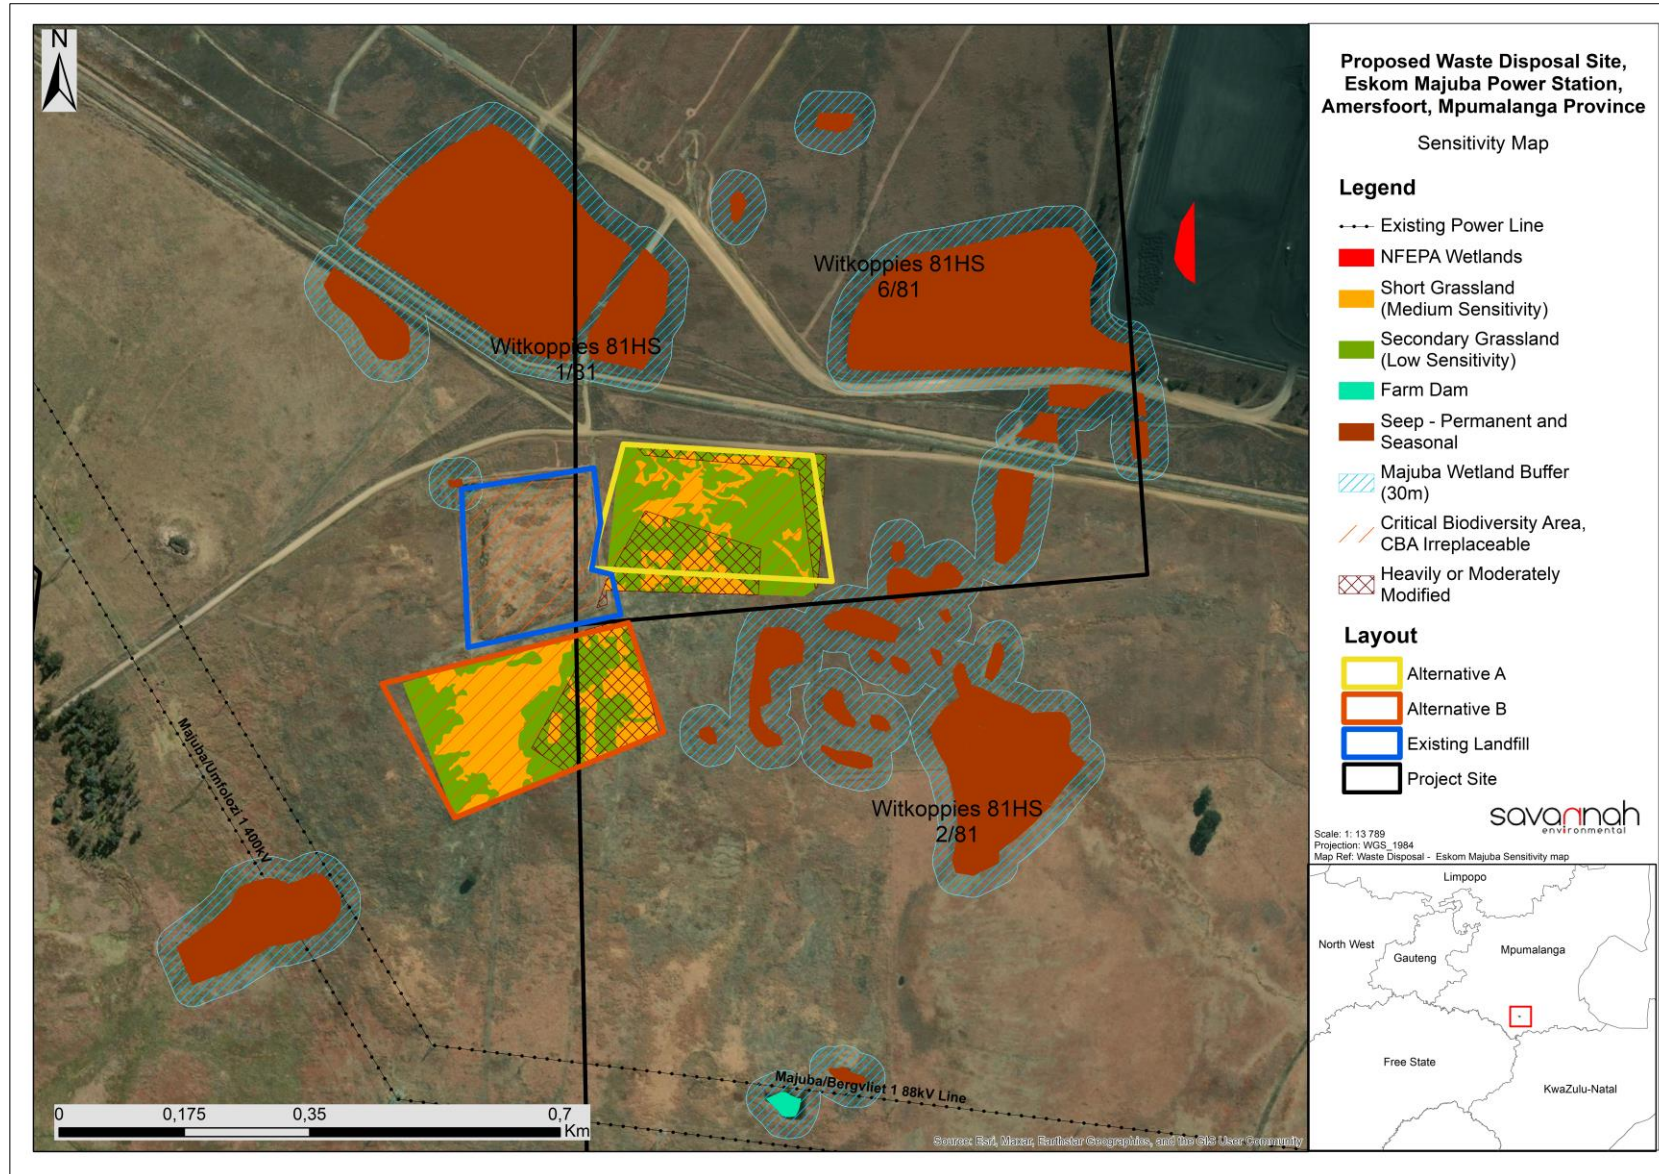 N
Witkoppies 81HS
6/81
Witkoppies 81HS
1/81
Witkoppies 81HS
2/81
Majuba/Umfolozi 1 400kV
Majuba/Bergvliet 1 88kV Line
0 0,175 0,35 0,7
Km
Source: Esri, Maxar, Earthstar Geographics, and the GIS User Community
Proposed Waste Disposal Site,
Eskom Majuba Power Station,
Amersfoort, Mpumalanga Province
Sensitivity Map
Legend
Existing Power Line
NFEPA Wetlands
Short Grassland
(Medium Sensitivity)
Secondary Grassland
(Low Sensitivity)
Farm Dam
Seep - Permanent and
Seasonal
Majuba Wetland Buffer
(30m)
Critical Biodiversity Area,
CBA Irreplaceable
Heavily or Moderately
Modified
Layout
Alternative A
Alternative B
Existing Landfill
Project Site
savannah
environmental
Scale: 1: 13 789
Projection: WGS_1984
Map Ref: Waste Disposal - Eskom Majuba Sensitivity map
Limpopo
North West
Gauteng
Mpumalanga
Free State
KwaZulu-Natal